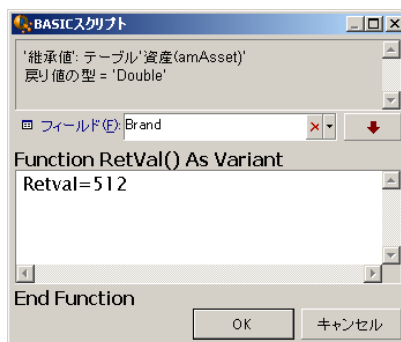 BASICスクリプト
'継承値': テーブル'資産(amAsset)'
戻り値の型 = 'Double'
フィールド(F): Brand
Function RetVal() As Variant
Retval=512
End Function
OK キャンセル